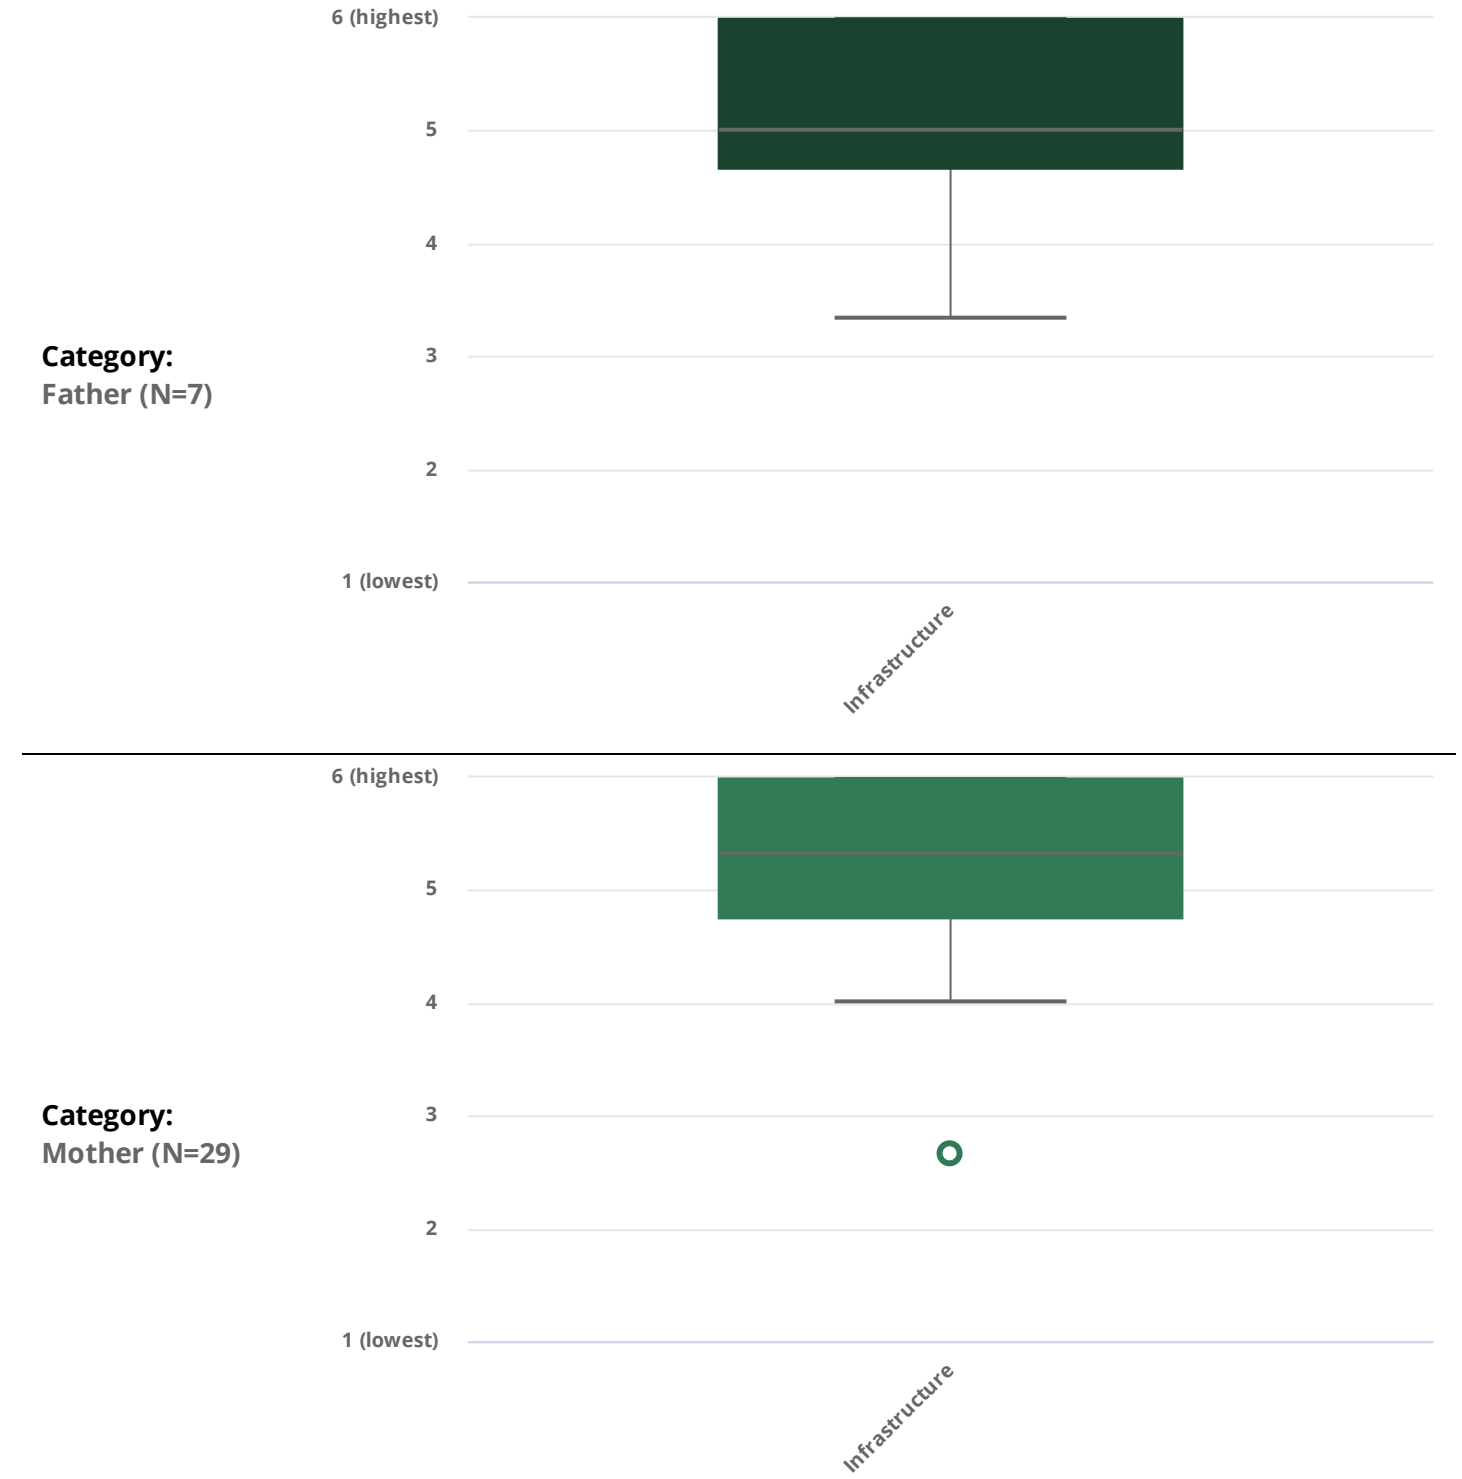 6 (highest)
5
4
Category:
Father (N=7)
3
2
1 (lowest)
Infrastructure
6 (highest)
5
4
Category:
Mother (N=29)
3
2
1 (lowest)
Infrastructure